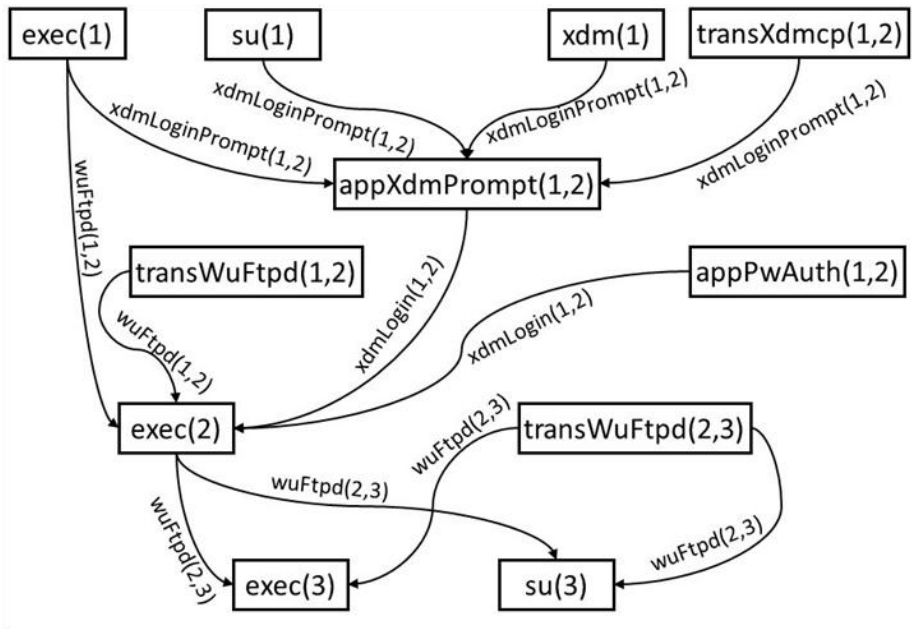 exec(1)
su(1)
xdm(1)
transXdmcp(1,2)
xdmLoginPrompt(1,2)
xdmLoginPrompt(1,2)
xdmLoginPrompt(1,2)
xdmLoginPrompt(1,2)
wuFtpd(1,2)
appXdmPrompt(1,2)
transWuFtpd(1,2)
appPwAuth(1,2)
wuFtpd(1,2)
xdmLogin(1,2)
xdmLogin(1,2)
exec(2)
transWuFtpd(2,3)
wuFtpd(2,3)
wuFtpd(2,3)
wuFtpd(2,3)
wuFtpd(2,3)
exec(3)
su(3)